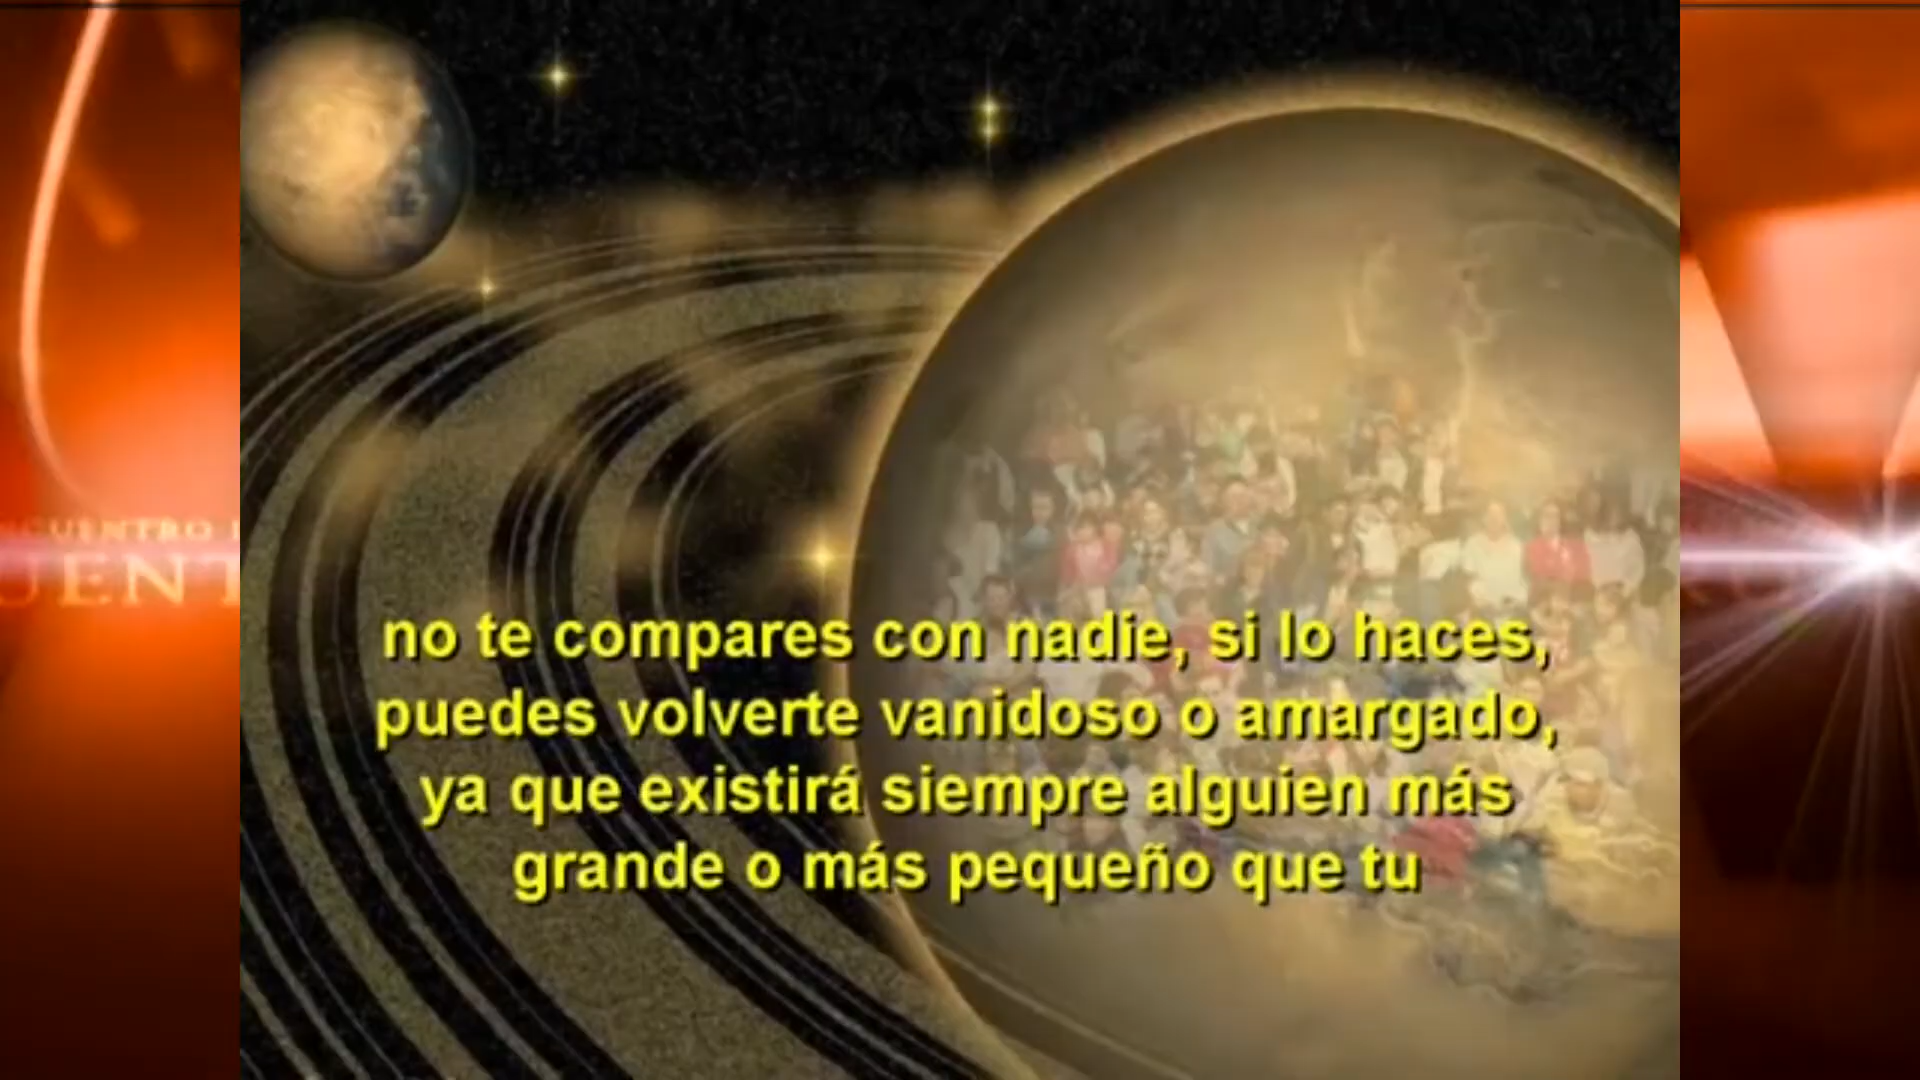 no te compares con nadie, si lo haces,
puedes volverte vanidoso o amargado,
ya que existirá siempre alguien más
grande o más pequeño que tu